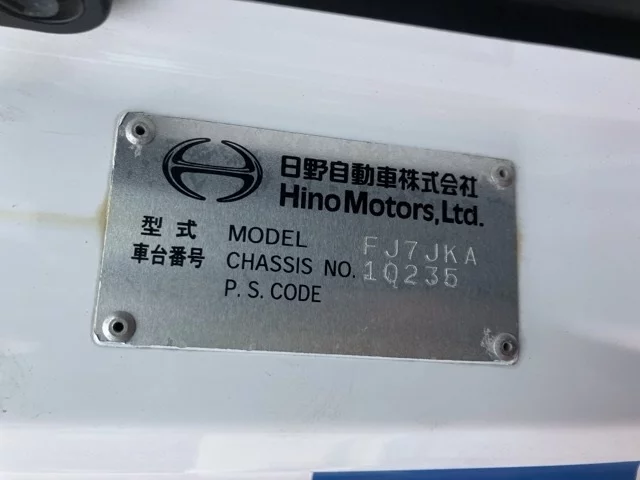 日野自動車株式会社
Hino Motors, Ltd.
型式 MODEL FJ7JKA
車台番号 CHASSIS NO. 10235
P. S. CODE